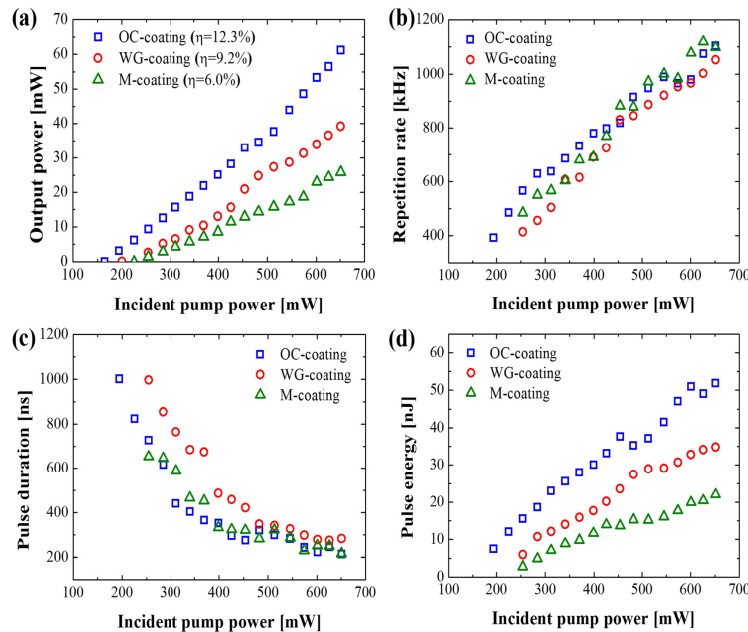 (a)
OC-coating (η=12.3%)
WG-coating (η=9.2%)
M-coating (η=6.0%)
Output power [mW]
70
60
50
40
30
20
10
0
100 200 300 400 500 600 700
Incident pump power [mW]
(b)
OC-coating
WG-coating
M-coating
Repetition rate [kHz]
1200
1000
800
600
400
100 200 300 400 500 600 700
Incident pump power [mW]
(c)
OC-coating
WG-coating
M-coating
Pulse duration [ns]
1200
1000
800
600
400
200
100 200 300 400 500 600 700
Incident pump power [mW]
(d)
OC-coating
WG-coating
M-coating
Pulse energy [nJ]
60
50
40
30
20
10
0
100 200 300 400 500 600 700
Incident pump power [mW]